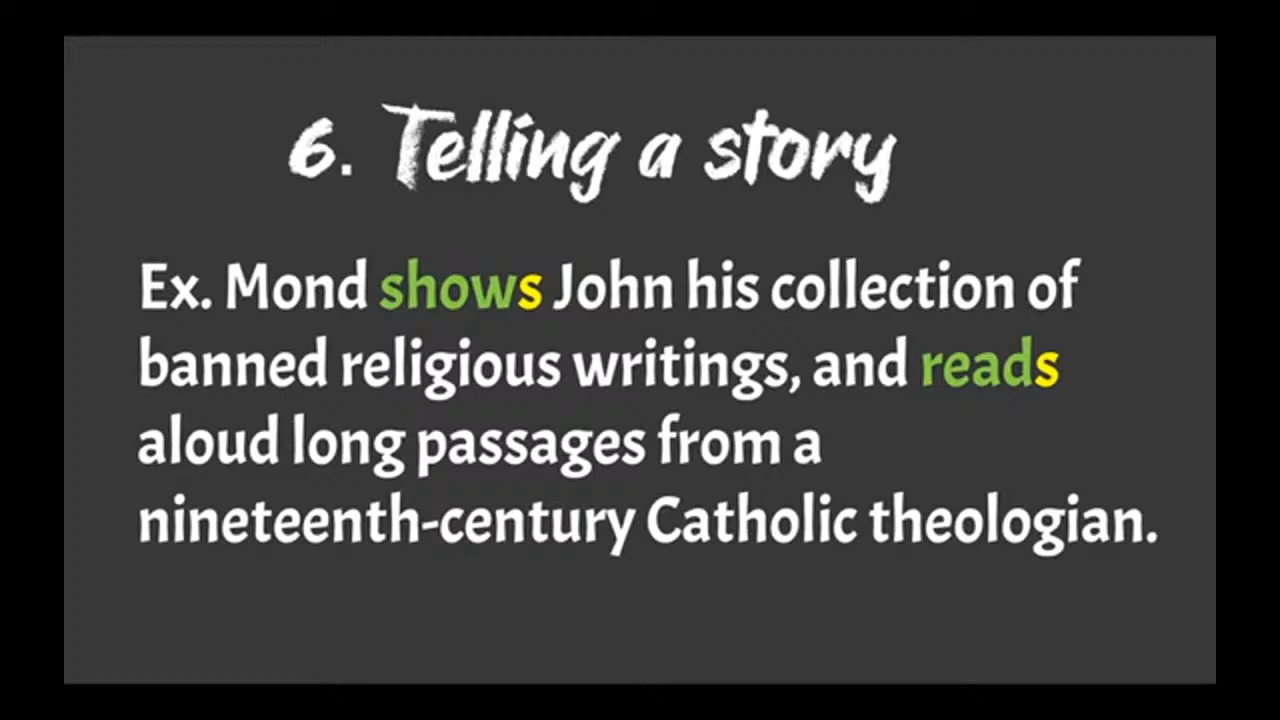 6. Telling a story
Ex. Mond shows John his collection of
banned religious writings, and reads
aloud long passages from a
nineteenth-century Catholic theologian.